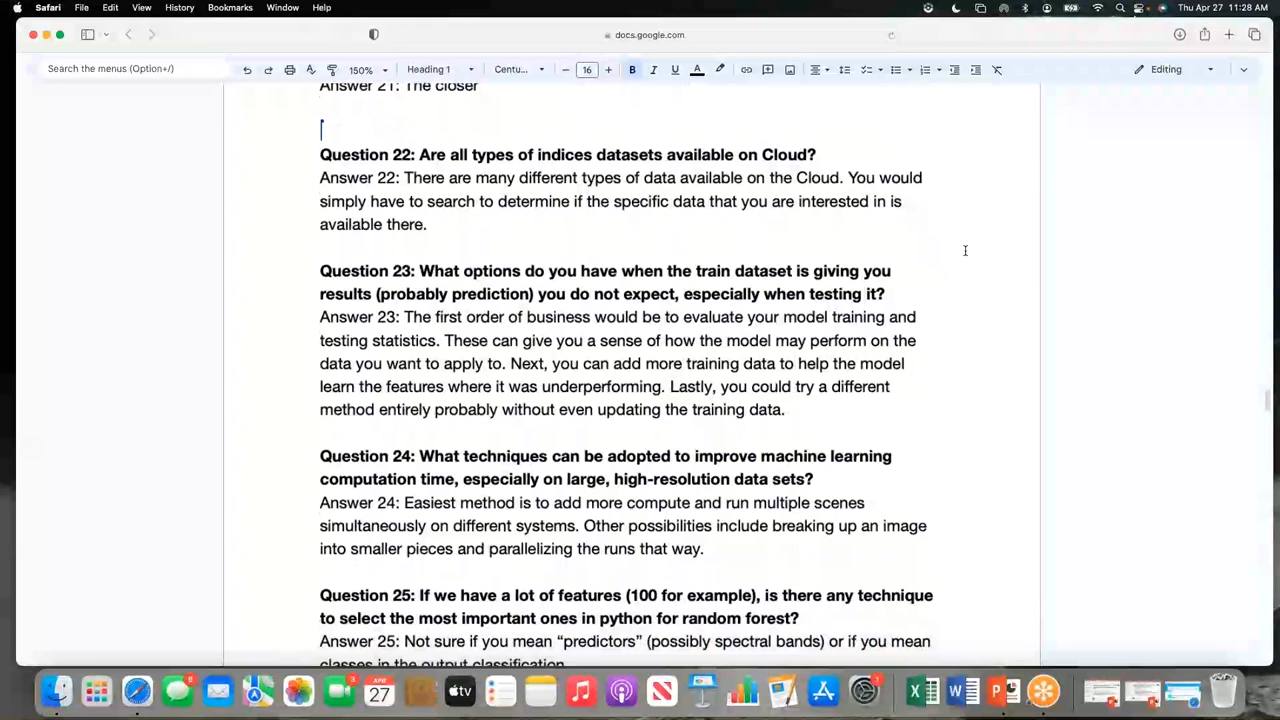 Safari File Edit View History Bookmarks Window Help Thu Apr 27 11:28 AM
docs.google.com
Search the menus (Option+/) 150% Heading 1 Centu... 16 B I U A Editing
Answer 21: The closer
Question 22: Are all types of indices datasets available on Cloud?
Answer 22: There are many different types of data available on the Cloud. You would
simply have to search to determine if the specific data that you are interested in is
available there.
Question 23: What options do you have when the train dataset is giving you
results (probably prediction) you do not expect, especially when testing it?
Answer 23: The first order of business would be to evaluate your model training and
testing statistics. These can give you a sense of how the model may perform on the
data you want to apply to. Next, you can add more training data to help the model
learn the features where it was underperforming. Lastly, you could try a different
method entirely probably without even updating the training data.
Question 24: What techniques can be adopted to improve machine learning
computation time, especially on large, high-resolution data sets?
Answer 24: Easiest method is to add more compute and run multiple scenes
simultaneously on different systems. Other possibilities include breaking up an image
into smaller pieces and parallelizing the runs that way.
Question 25: If we have a lot of features (100 for example), is there any technique
to select the most important ones in python for random forest?
Answer 25: Not sure if you mean “predictors” (possibly spectral bands) or if you mean
classes in the output classification.
APR
27
tv